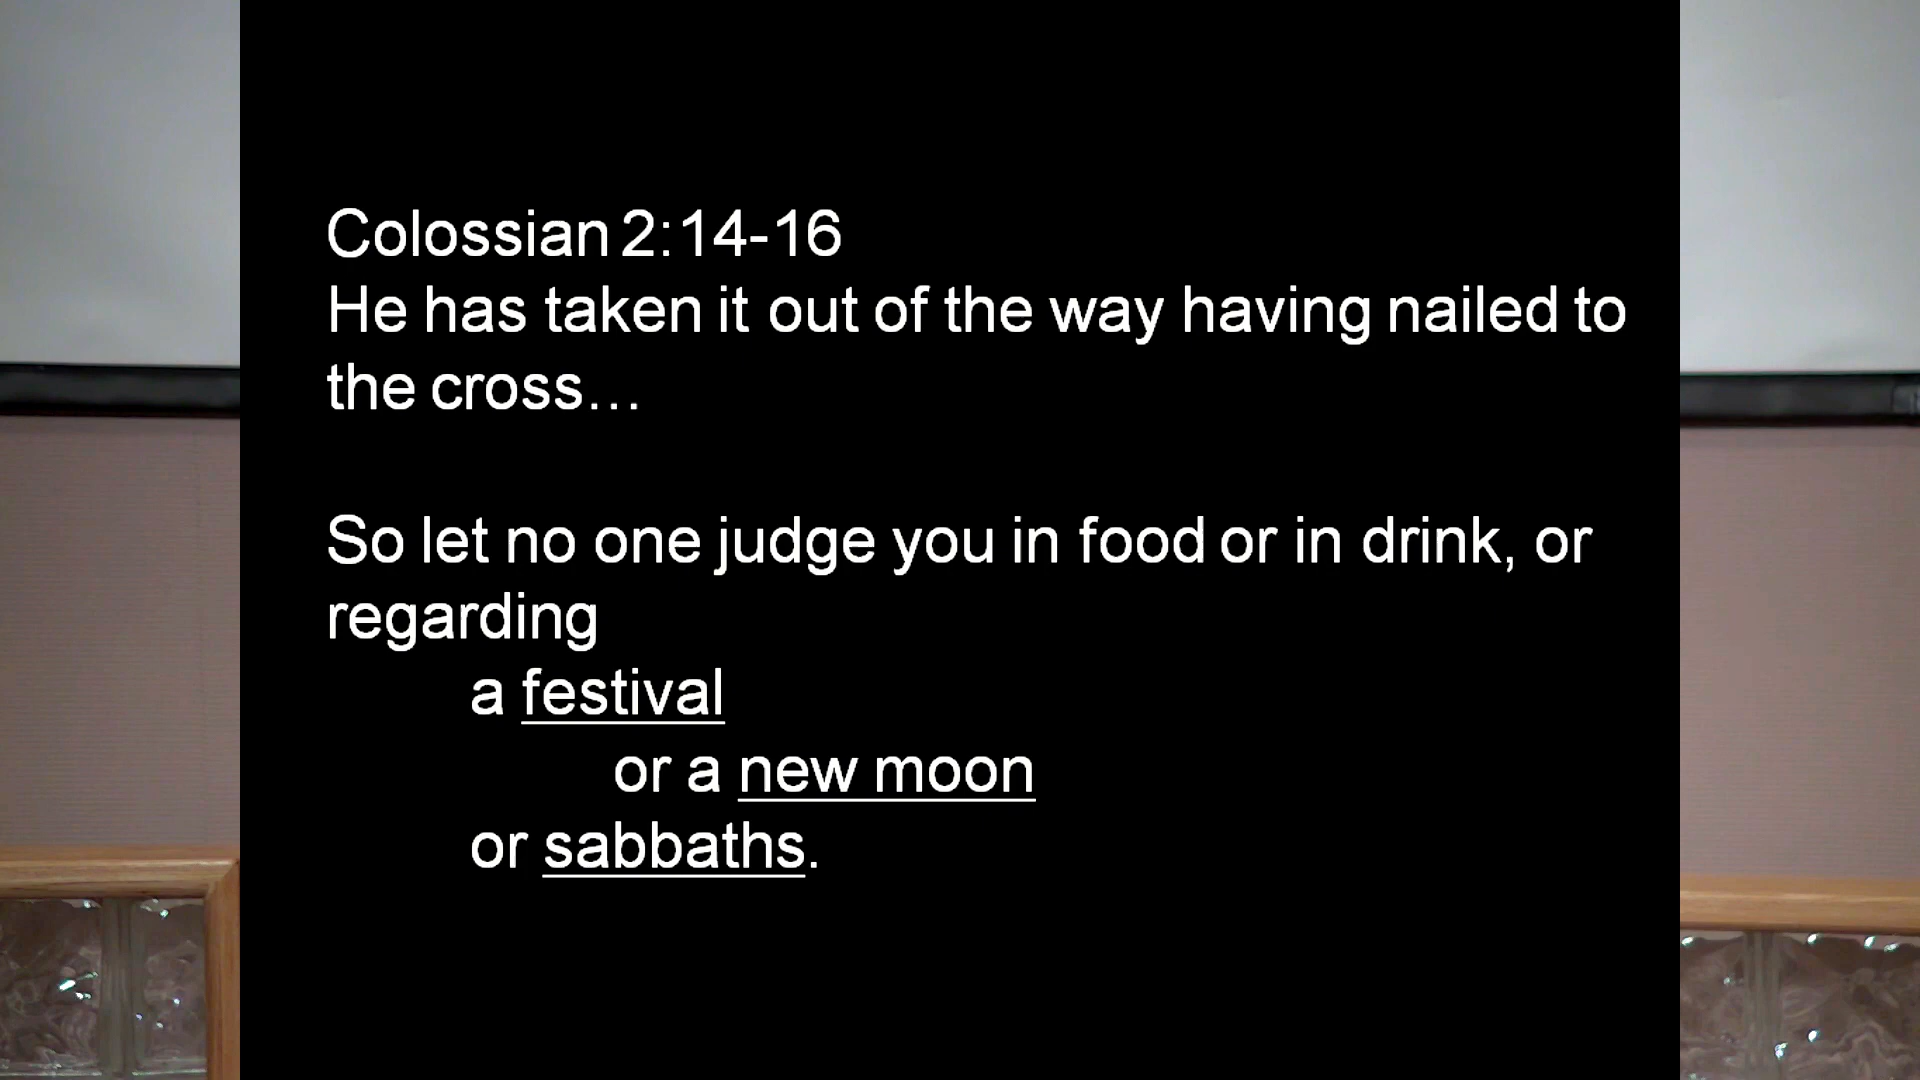 Colossian 2:14-16
He has taken it out of the way having nailed to
the cross…
So let no one judge you in food or in drink, or
regarding
a festival
or a new moon
or sabbaths.